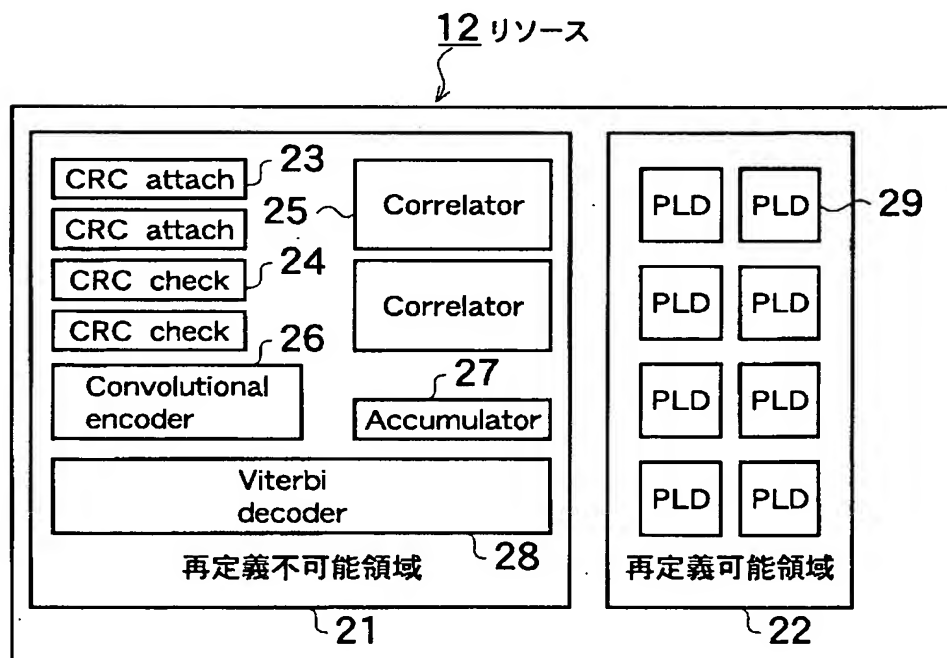 12 リソース
CRC attach
23
CRC attach
CRC check
24
CRC check
26
Convolutional
encoder
25
Correlator
Correlator
27
Accumulator
Viterbi
decoder
28
再定義不可能領域
21
PLD PLD
29
PLD PLD
PLD PLD
PLD PLD
再定義可能領域
22